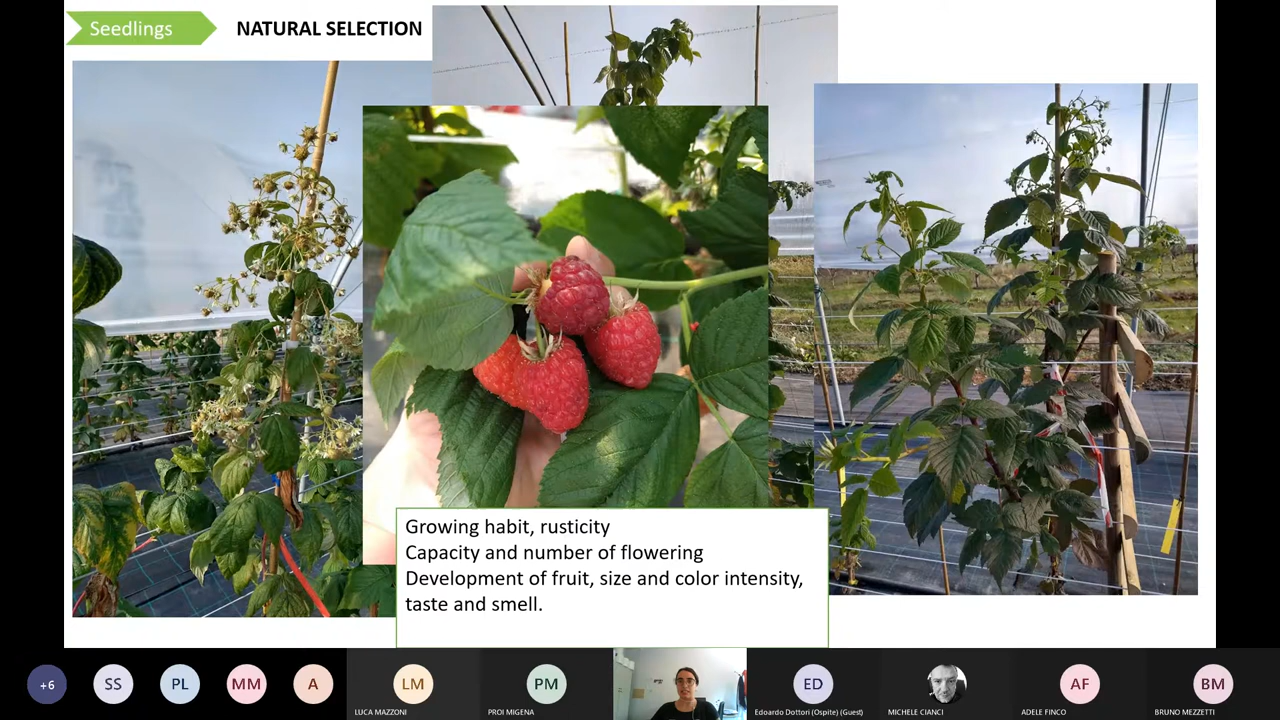 Seedlings
NATURAL SELECTION
Growing habit, rusticity
Capacity and number of flowering
Development of fruit, size and color intensity,
taste and smell.
+6
SS
PL
MM
A
LM
LUCA MAZZONI
PM
PROI MIGENA
ED
Edoardo Dottori (Ospite) (Guest)
MICHELE CIANCI
AF
ADELE FINCO
BM
BRUNO MEZZETTI